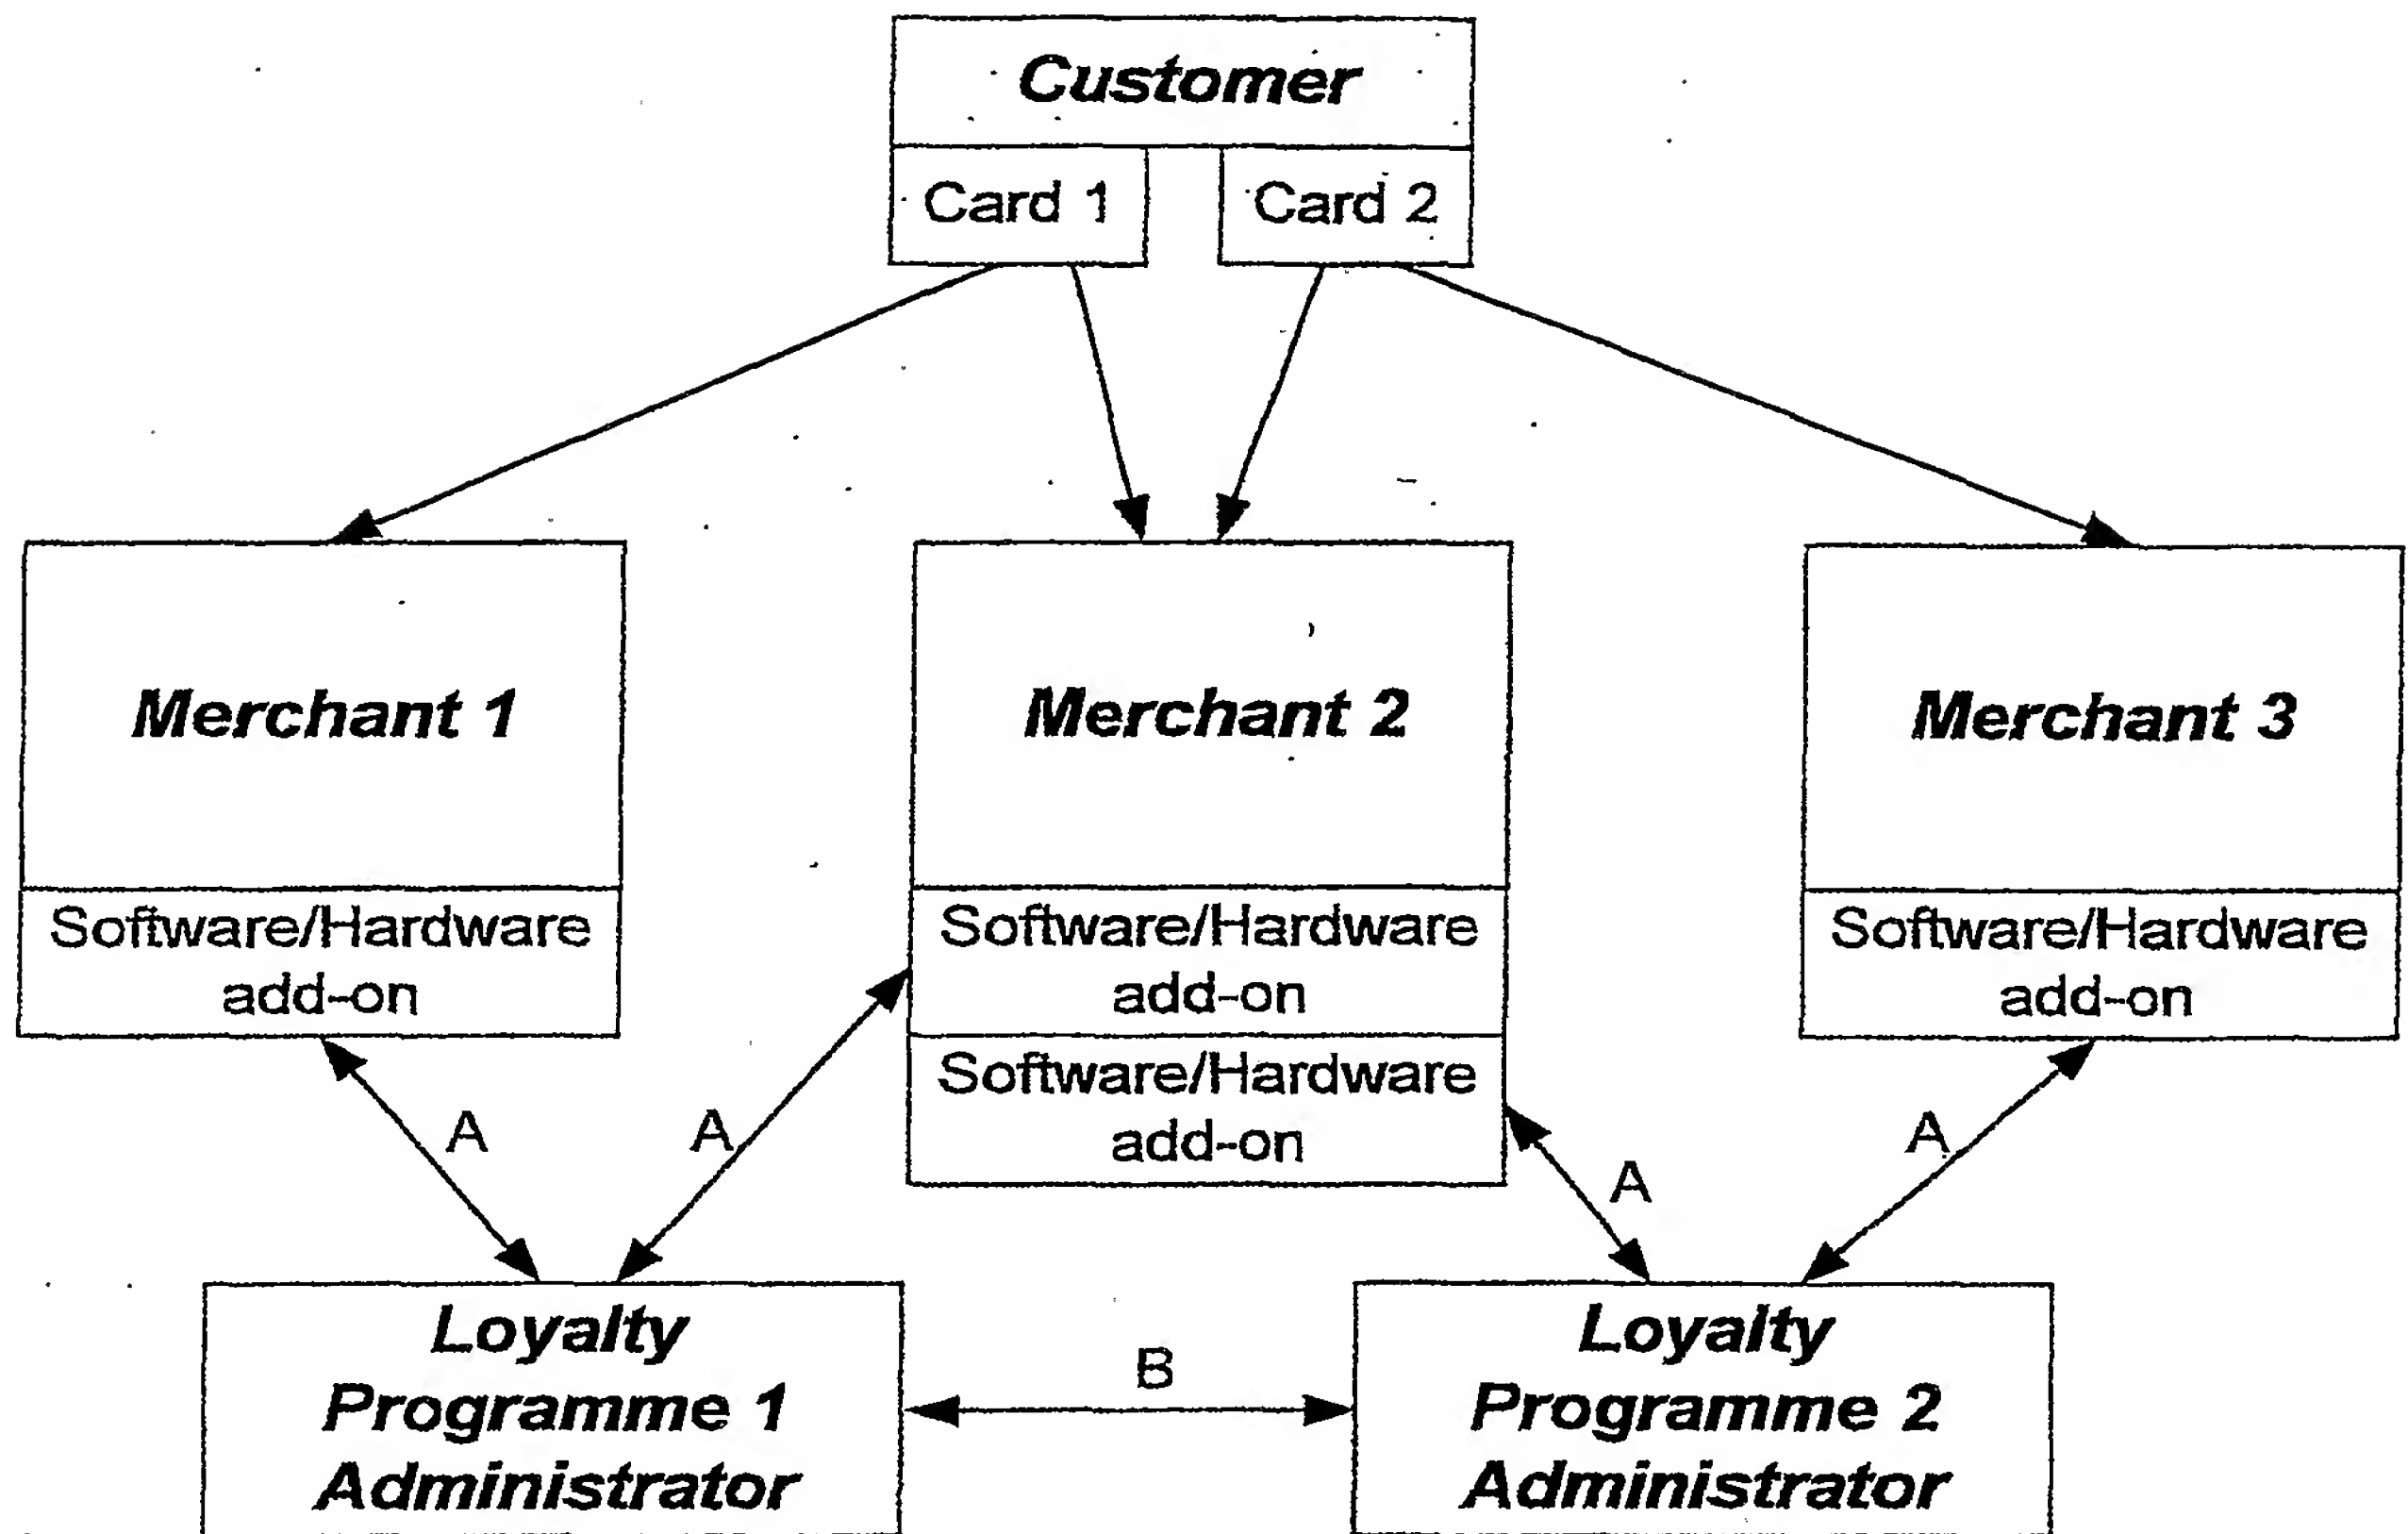 Customer
Card 1
Card 2
Merchant 1
Merchant 2
Merchant 3
Software/Hardware
add-on
Software/Hardware
add-on
Software/Hardware
add-on
Software/Hardware
add-on
A
A
A
A
Loyalty
Programme 1
Administrator
B
Loyalty
Programme 2
Administrator